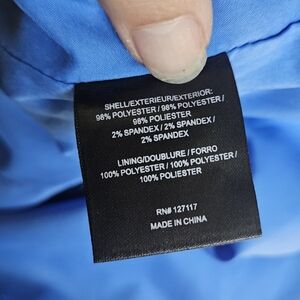 SHELL/EXTERIEUR/EXTERIOR:
98% POLYESTER / 98% POLYESTER /
98% POLIESTER
2% SPANDEX / 2% SPANDEX /
2% SPANDEX
LINING/DOUBLURE / FORRO
100% POLYESTER / 100% POLYESTER /
100% POLIESTER
RN# 127117
MADE IN CHINA